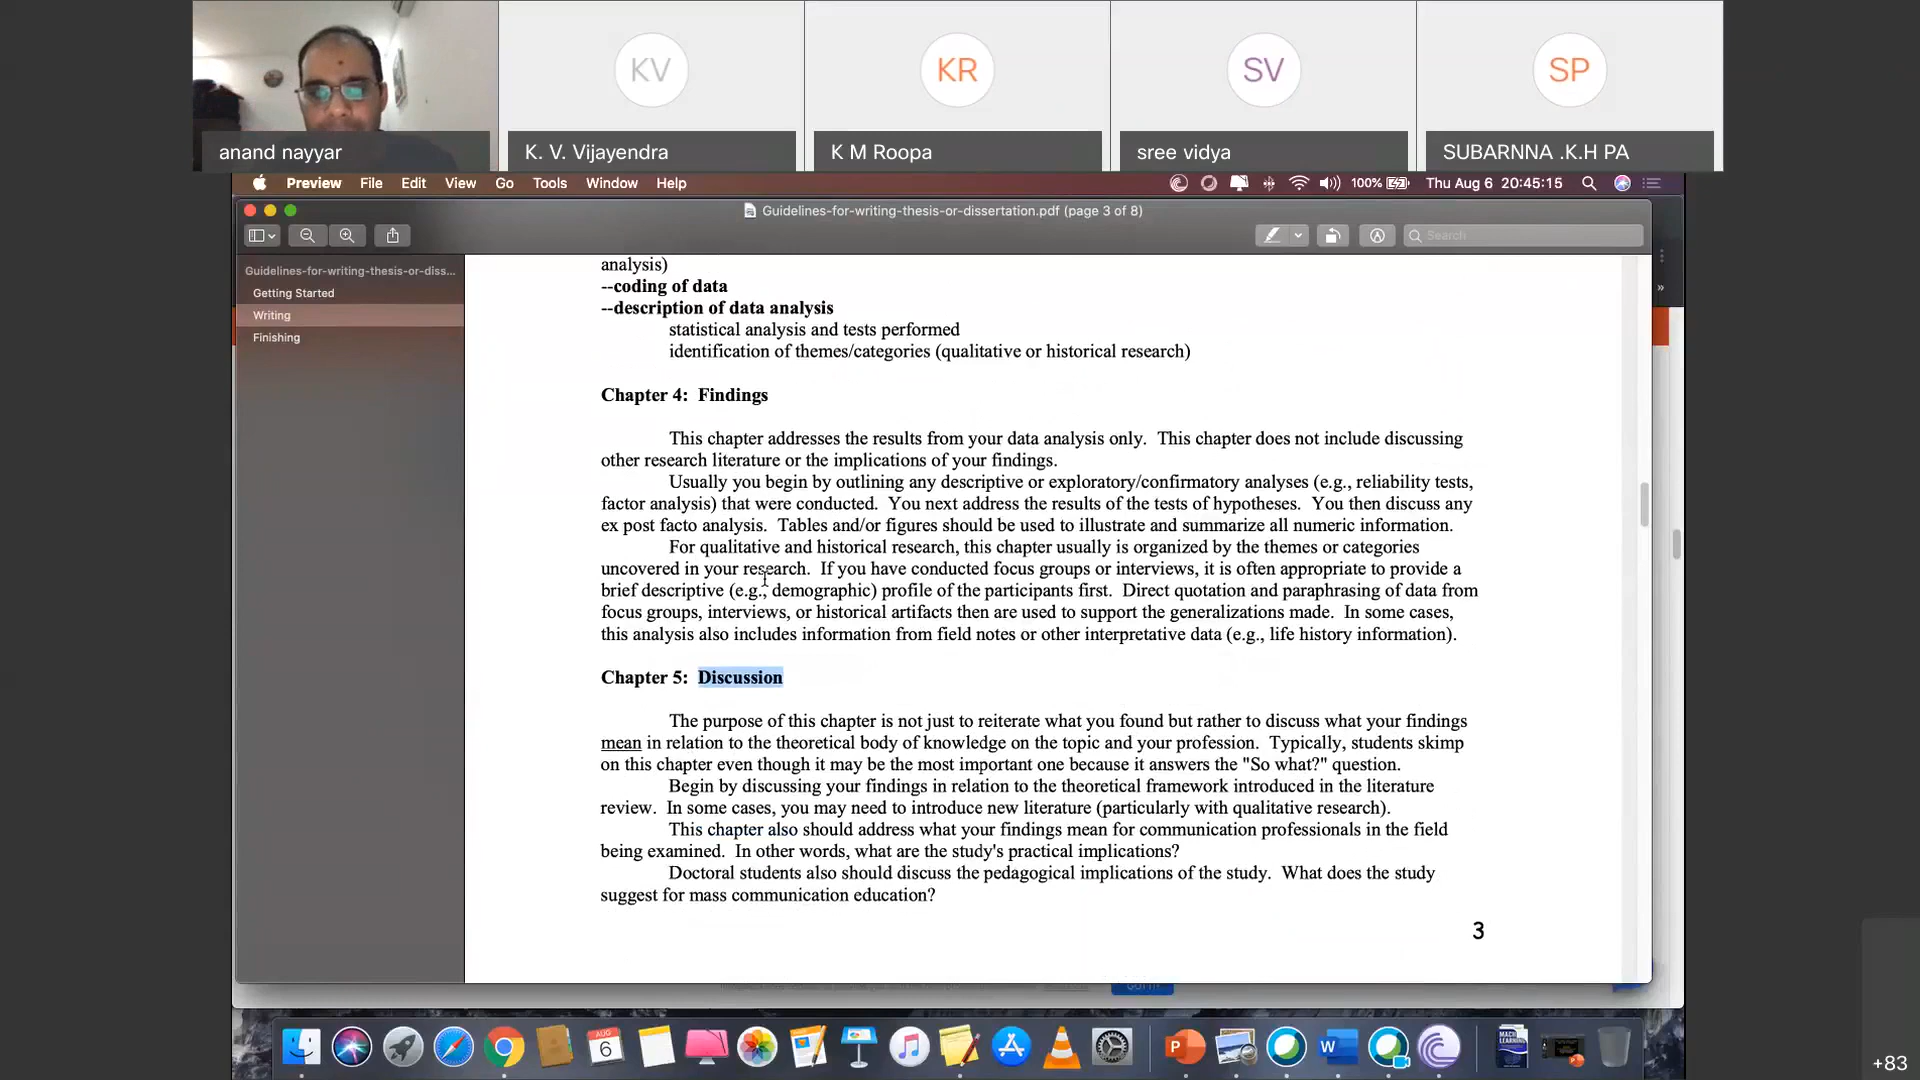 KV
KR
SV
SP
anand nayyar
K. V. Vijayendra
K M Roopa
sree vidya
SUBARNNA .K.H PA
Preview File Edit View Go Tools Window Help
100% Thu Aug 6 20:45:15
Guidelines-for-writing-thesis-or-dissertation.pdf (page 3 of 8)
Search
Guidelines-for-writing-thesis-or-diss...
Getting Started
Writing
Finishing
analysis)
--coding of data
--description of data analysis
statistical analysis and tests performed
identification of themes/categories (qualitative or historical research)
Chapter 4: Findings
This chapter addresses the results from your data analysis only. This chapter does not include discussing
other research literature or the implications of your findings.
Usually you begin by outlining any descriptive or exploratory/confirmatory analyses (e.g., reliability tests,
factor analysis) that were conducted. You next address the results of the tests of hypotheses. You then discuss any
ex post facto analysis. Tables and/or figures should be used to illustrate and summarize all numeric information.
For qualitative and historical research, this chapter usually is organized by the themes or categories
uncovered in your research. If you have conducted focus groups or interviews, it is often appropriate to provide a
brief descriptive (e.g., demographic) profile of the participants first. Direct quotation and paraphrasing of data from
focus groups, interviews, or historical artifacts then are used to support the generalizations made. In some cases,
this analysis also includes information from field notes or other interpretative data (e.g., life history information).
Chapter 5: Discussion
The purpose of this chapter is not just to reiterate what you found but rather to discuss what your findings
mean in relation to the theoretical body of knowledge on the topic and your profession. Typically, students skimp
on this chapter even though it may be the most important one because it answers the "So what?" question.
Begin by discussing your findings in relation to the theoretical framework introduced in the literature
review. In some cases, you may need to introduce new literature (particularly with qualitative research).
This chapter also should address what your findings mean for communication professionals in the field
being examined. In other words, what are the study's practical implications?
Doctoral students also should discuss the pedagogical implications of the study. What does the study
suggest for mass communication education?
3
AUG
6
P
W
+83